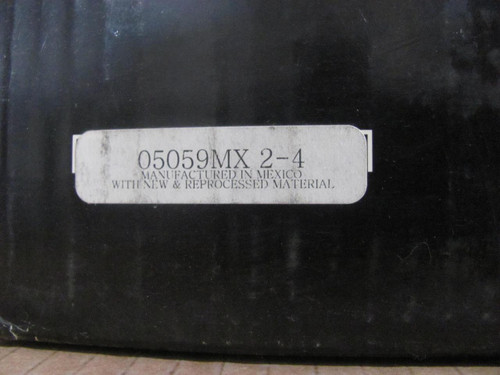 05059MX 2-4
MANUFACTURED IN MEXICO
WITH NEW & REPROCESSED MATERIAL